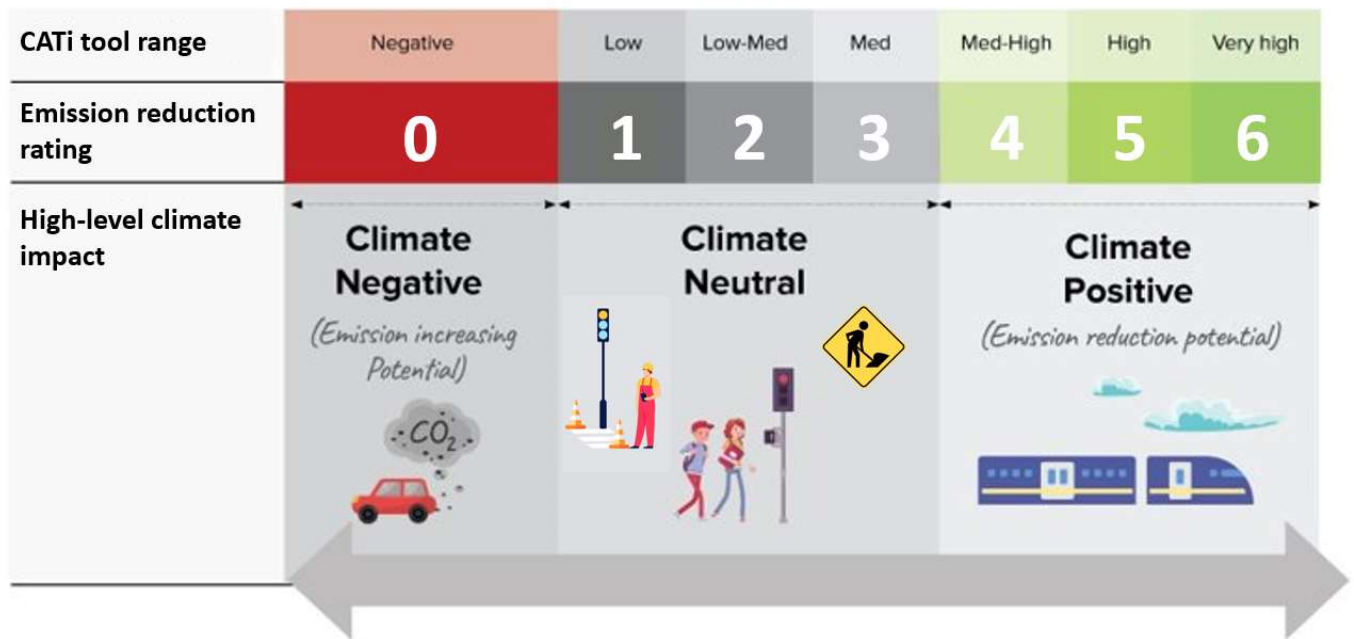 CATi tool range
Negative
Low
Low-Med
Med
Med-High
High
Very high
Emission reduction
rating
0
1
2
3
4
5
6
High-level climate
impact
Climate
Negative
(Emission increasing
Potential)
CO2
Climate
Neutral
Climate
Positive
(Emission reduction potential)